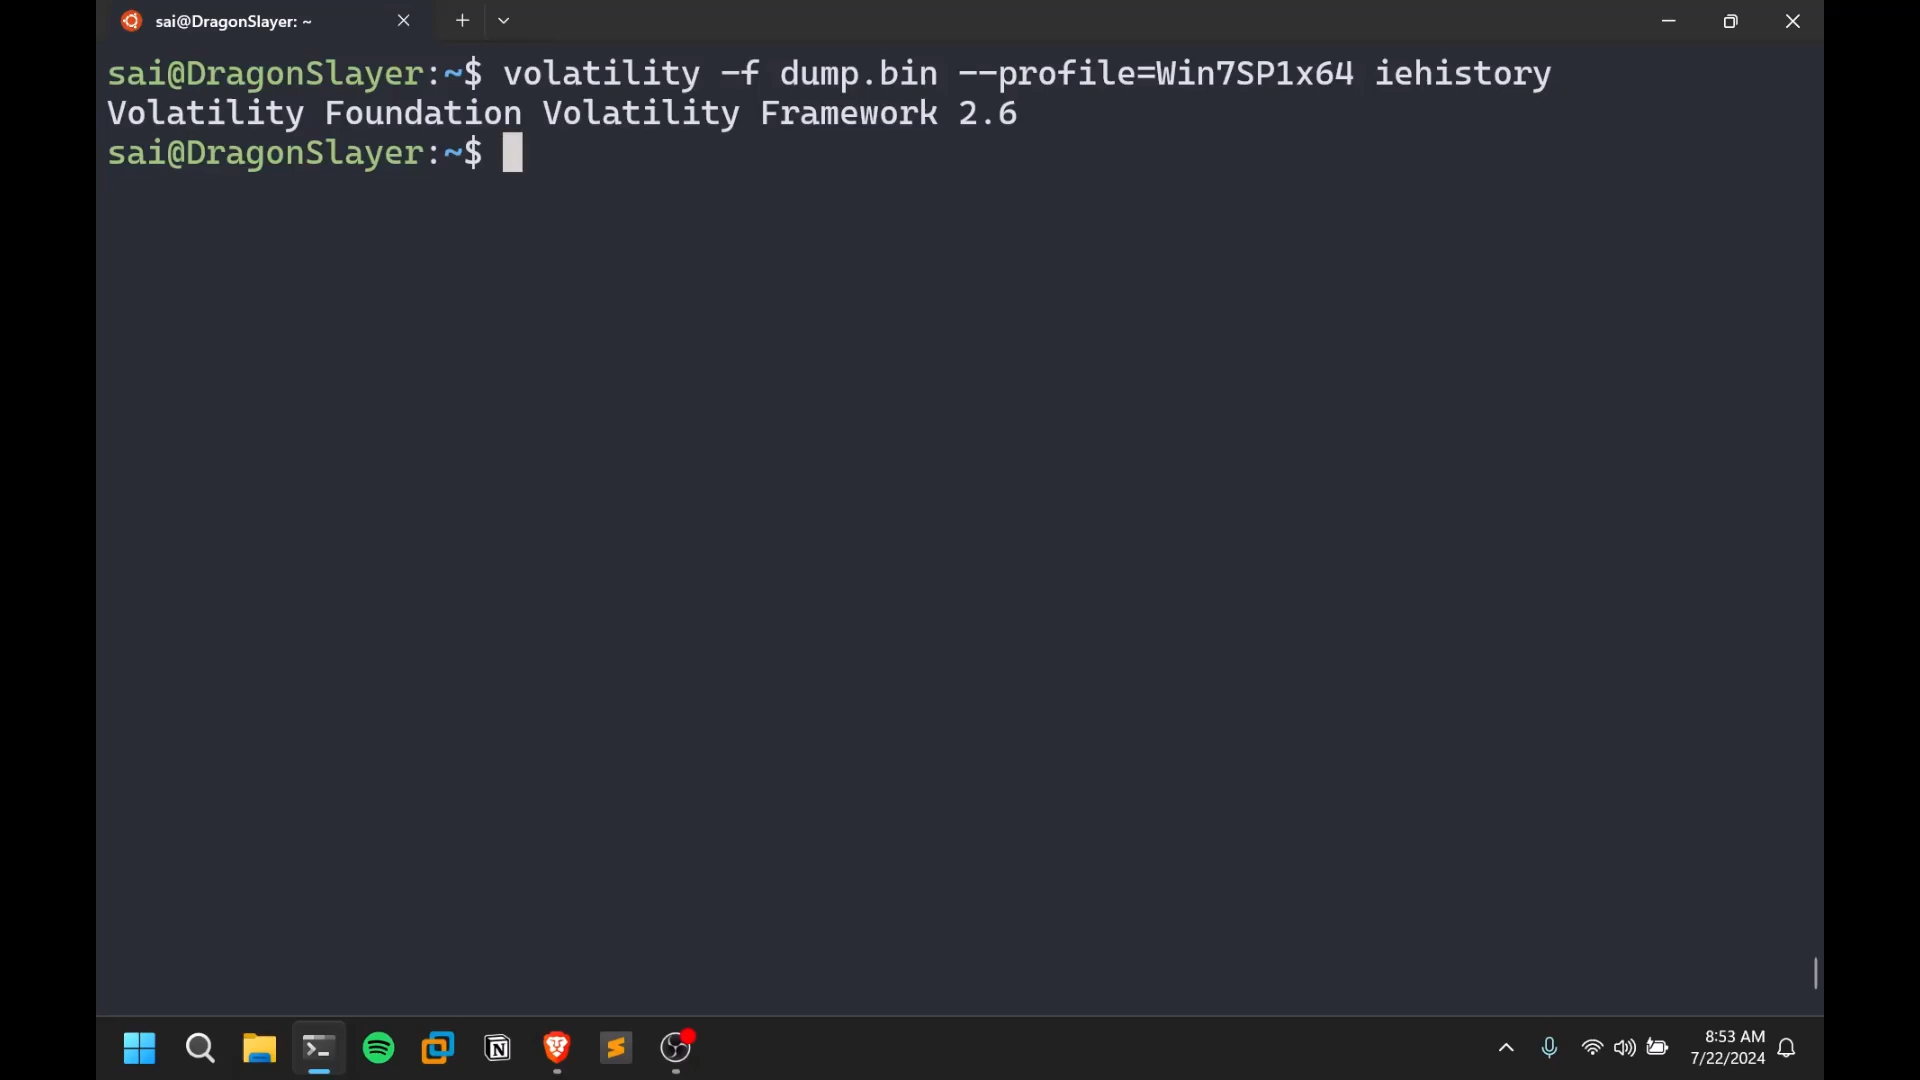 sai@DragonSlayer: ~
sai@DragonSlayer:~$ volatility -f dump.bin --profile=Win7SP1x64 iehistory
Volatility Foundation Volatility Framework 2.6
sai@DragonSlayer:~$
8:53 AM
7/22/2024